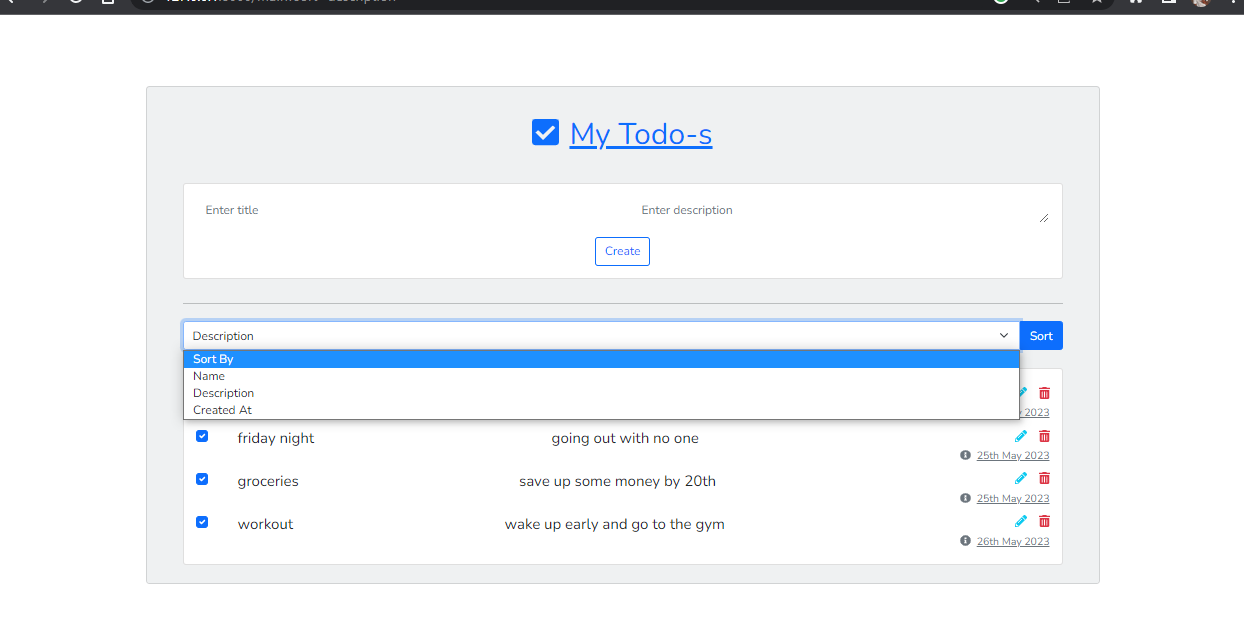 My Todo-s
Enter title
Enter description
Create
Description
Sort
Sort By
Name
Description
Created At
2023
friday night
going out with no one
25th May 2023
groceries
save up some money by 20th
25th May 2023
workout
wake up early and go to the gym
26th May 2023